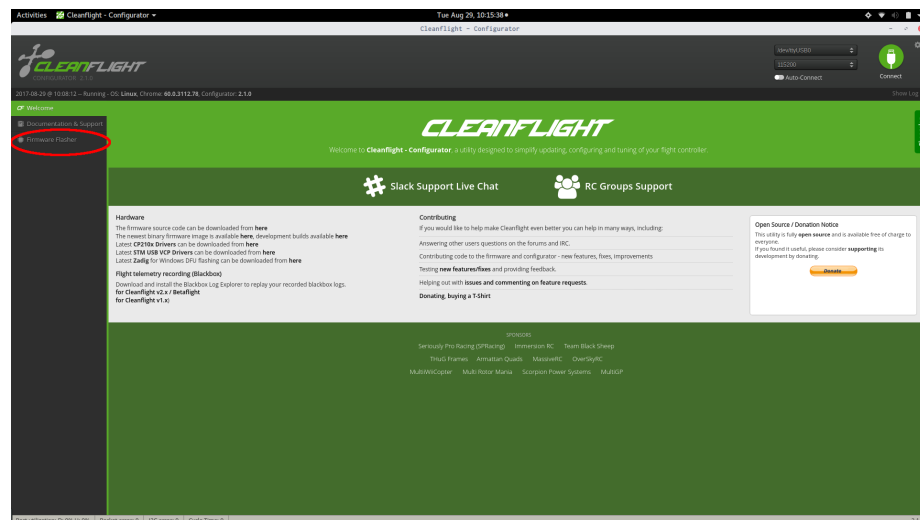 Activities Cleanflight - Configurator
Tue Aug 29, 10:15:38
Cleanflight - Configurator
CLEANFLIGHT
CONFIGURATOR 2.1.0
/dev/ttyUSB0
115200
Auto-Connect
Connect
2017-08-29 @ 10:08:12 -- Running - OS: Linux, Chrome: 60.0.3112.78, Configurator: 2.1.0
Show Log
Welcome
Documentation & Support
Firmware Flasher
CLEANFLIGHT
Welcome to Cleanflight - Configurator, a utility designed to simplify updating, configuring and tuning of your flight controller.
Slack Support Live Chat
RC Groups Support
Hardware
The firmware source code can be downloaded from here
The newest binary firmware image is available here, development builds available here
Latest CP210x Drivers can be downloaded from here
Latest STM USB VCP Drivers can be downloaded from here
Latest Zadig for Windows DFU flashing can be downloaded from here
Flight telemetry recording (Blackbox)
Download and install the Blackbox Log Explorer to replay your recorded blackbox logs.
for Cleanflight v2.x / Betaflight
for Cleanflight v1.x)
Contributing
If you would like to help make Cleanflight even better you can help in many ways, including:
Answering other users questions on the forums and IRC.
Contributing code to the firmware and configurator - new features, fixes, improvements
Testing new features/fixes and providing feedback.
Helping out with issues and commenting on feature requests.
Donating, buying a T-Shirt
Open Source / Donation Notice
This utility is fully open source and is available free of charge to
everyone.
If you found it useful, please consider supporting its
development by donating.
Donate
SPONSORS
Seriously Pro Racing (SPRacing) Immersion RC Team Black Sheep
THuG Frames Armattan Quads MassiveRC OverSkyRC
MultiWiiCopter Multi Rotor Mania Scorpion Power Systems MultiGP